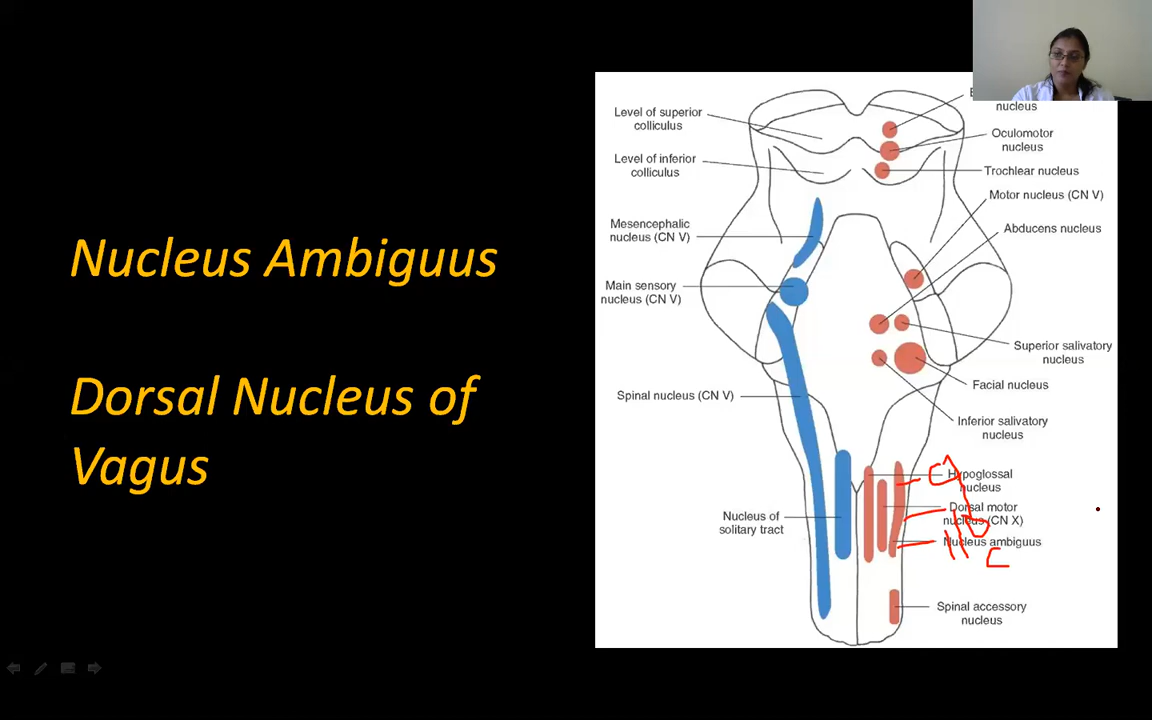 Nucleus Ambiguus
Dorsal Nucleus of
Vagus
Level of superior
colliculus
Level of inferior
colliculus
Mesencephalic
nucleus (CN V)
Main sensory
nucleus (CN V)
Spinal nucleus (CN V)
Nucleus of
solitary tract
nucleus
Oculomotor
nucleus
Trochlear nucleus
Motor nucleus (CN V)
Abducens nucleus
Superior salivatory
nucleus
Facial nucleus
Inferior salivatory
nucleus
Hypoglossal
nucleus
Dorsal motor
nucleus (CN X)
Nucleus ambiguus
Spinal accessory
nucleus